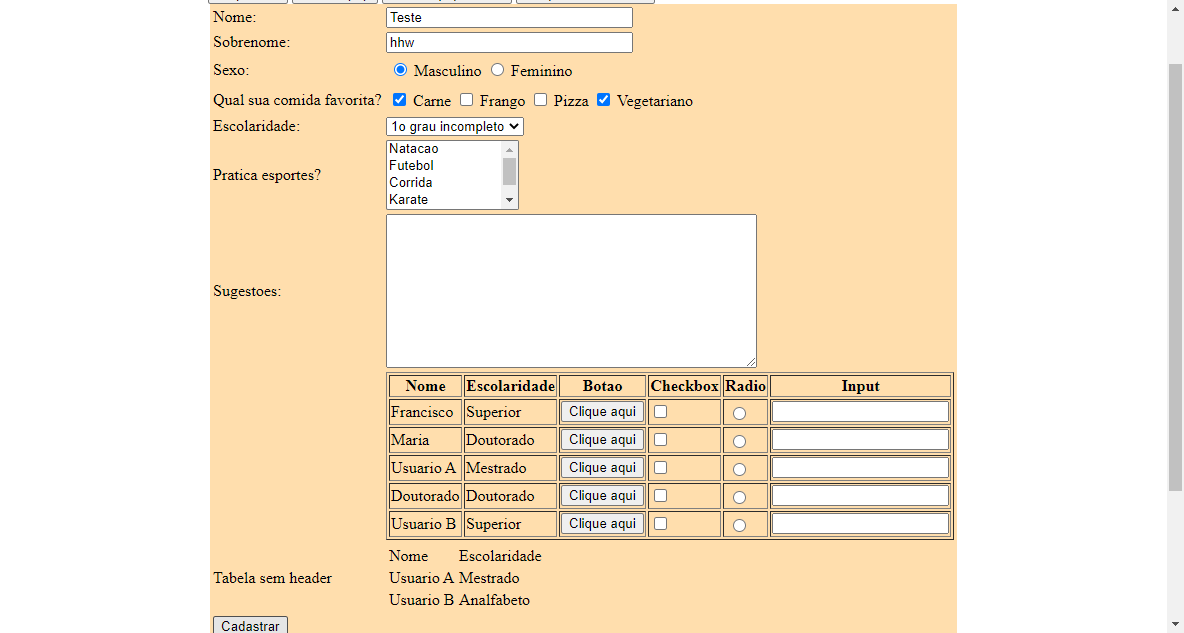 Nome: Teste
Sobrenome: hhw
Sexo: Masculino Feminino
Qual sua comida favorita? Carne Frango Pizza Vegetariano
Escolaridade: 1o grau incompleto
Natacao
Futebol
Pratica esportes?
Corrida
Karate
Sugestoes:
Nome Escolaridade Botao Checkbox Radio Input
Francisco Superior Clique aqui
Maria Doutorado Clique aqui
Usuario A Mestrado Clique aqui
Doutorado Doutorado Clique aqui
Usuario B Superior Clique aqui
Nome Escolaridade
Tabela sem header Usuario A Mestrado
Usuario B Analfabeto
Cadastrar